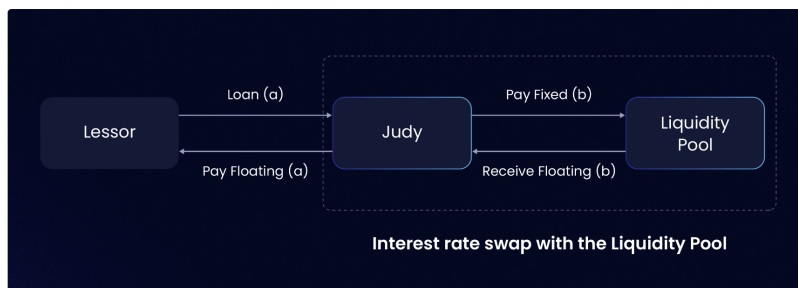 Loan (a)
Pay Fixed (b)
Lessor
Judy
Liquidity
Pool
Pay Floating (a)
Receive Floating (b)
Interest rate swap with the Liquidity Pool